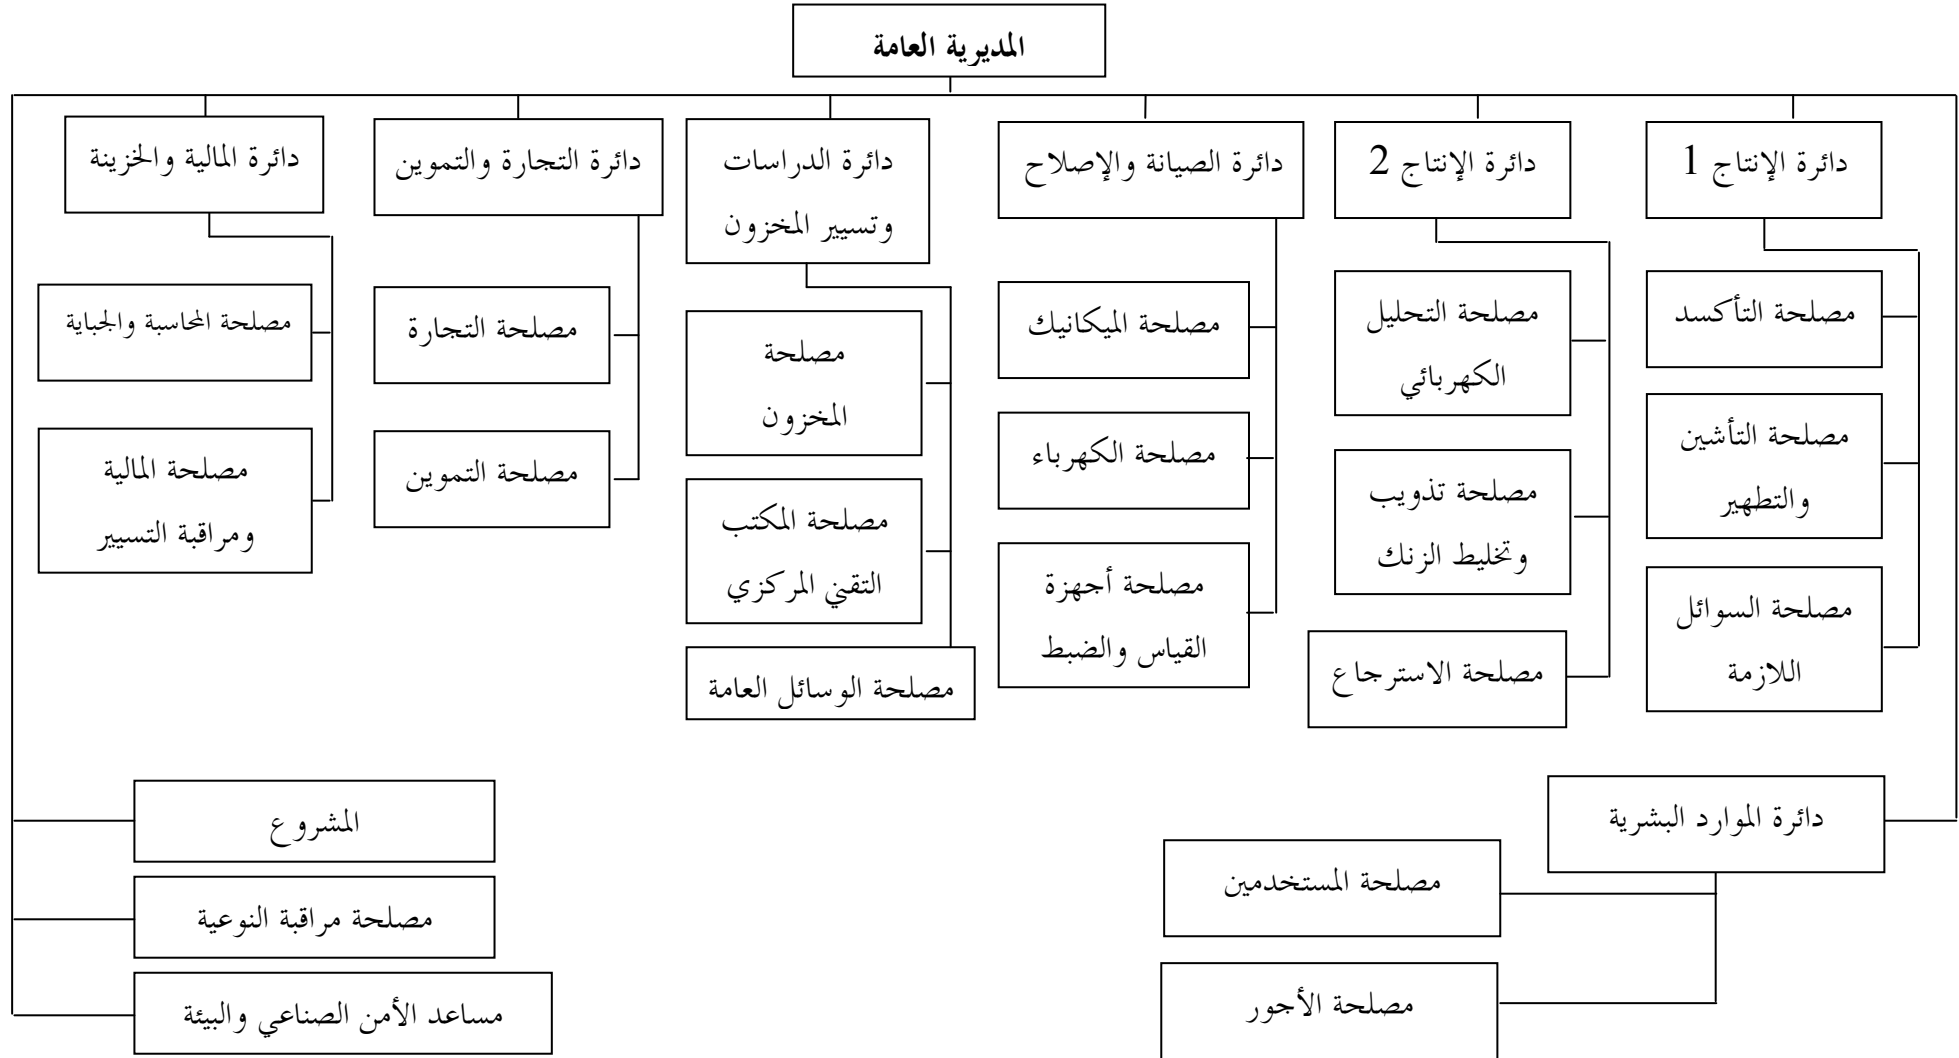 المديرية العامة
دائرة الإنتاج 1
دائرة الإنتاج 2
دائرة الصيانة والإصلاح
دائرة الدراسات
وتسيير المخزون
دائرة التجارة والتموين
دائرة المالية والخزينة
مصلحة التأكسد
مصلحة التأشين
والتطهير
مصلحة السوائل
اللازمة
مصلحة التحليل
الكهربائي
مصلحة تذويب
وتخليط الزنك
مصلحة الاسترجاع
مصلحة الميكانيك
مصلحة الكهرباء
مصلحة أجهزة
القياس والضبط
مصلحة
المخزون
مصلحة المكتب
التقني المركزي
مصلحة الوسائل العامة
مصلحة التجارة
مصلحة التموين
مصلحة المحاسبة والجباية
مصلحة المالية
ومراقبة التسيير
دائرة الموارد البشرية
مصلحة المستخدمين
مصلحة الأجور
المشروع
مصلحة مراقبة النوعية
مساعد الأمن الصناعي والبيئة